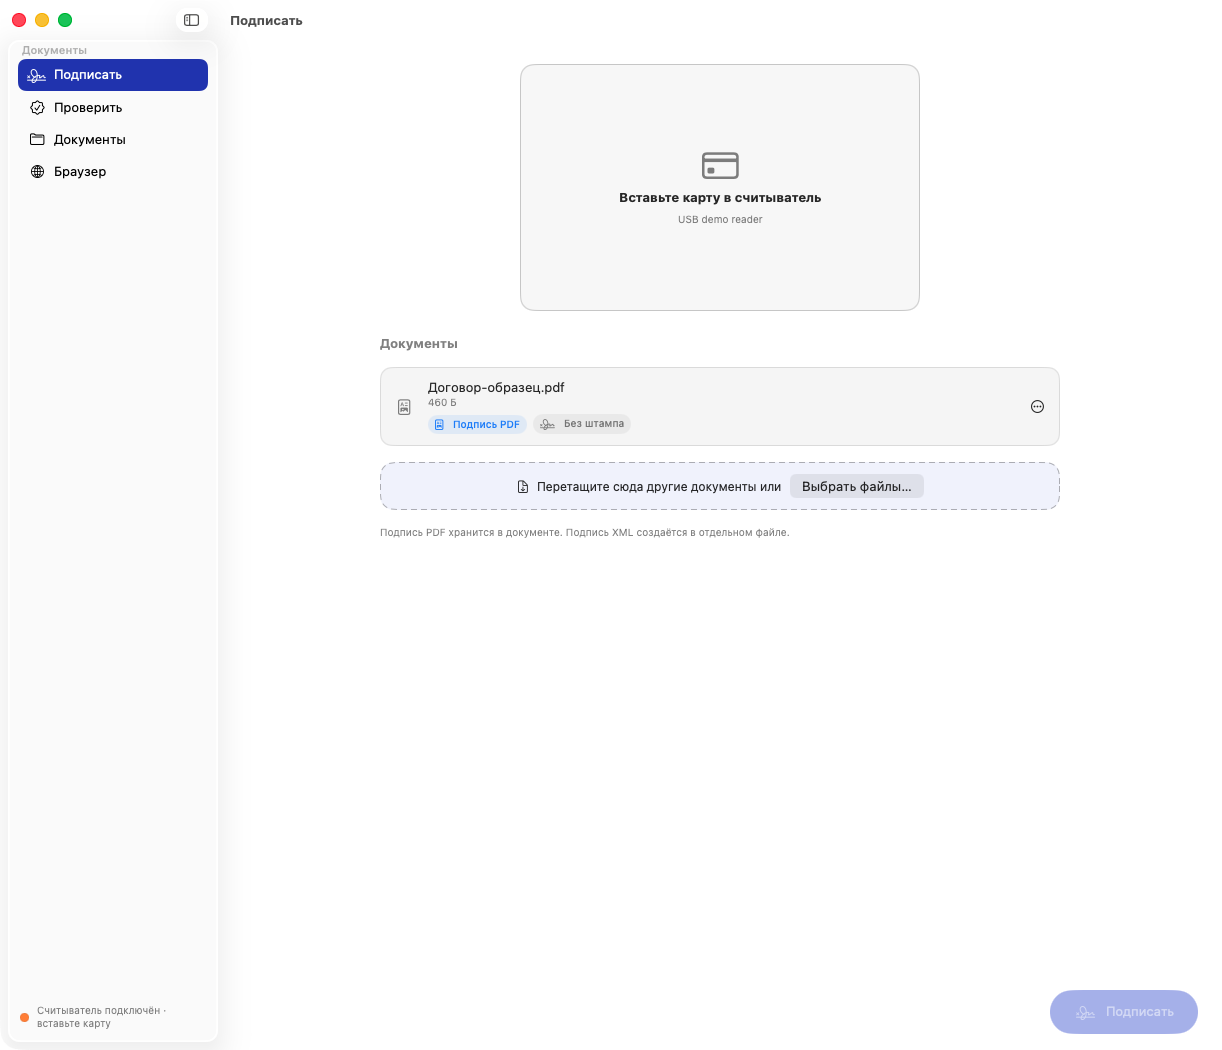 Подписать
Документы
Подписать
Проверить
Документы
Браузер
Вставьте карту в считыватель
USB demo reader
Документы
Договор-образец.pdf
460 Б
Подпись PDF
Без штампа
Перетащите сюда другие документы или
Выбрать файлы...
Подпись PDF хранится в документе. Подпись XML создаётся в отдельном файле.
Считыватель подключён ·
вставьте карту
Подписать